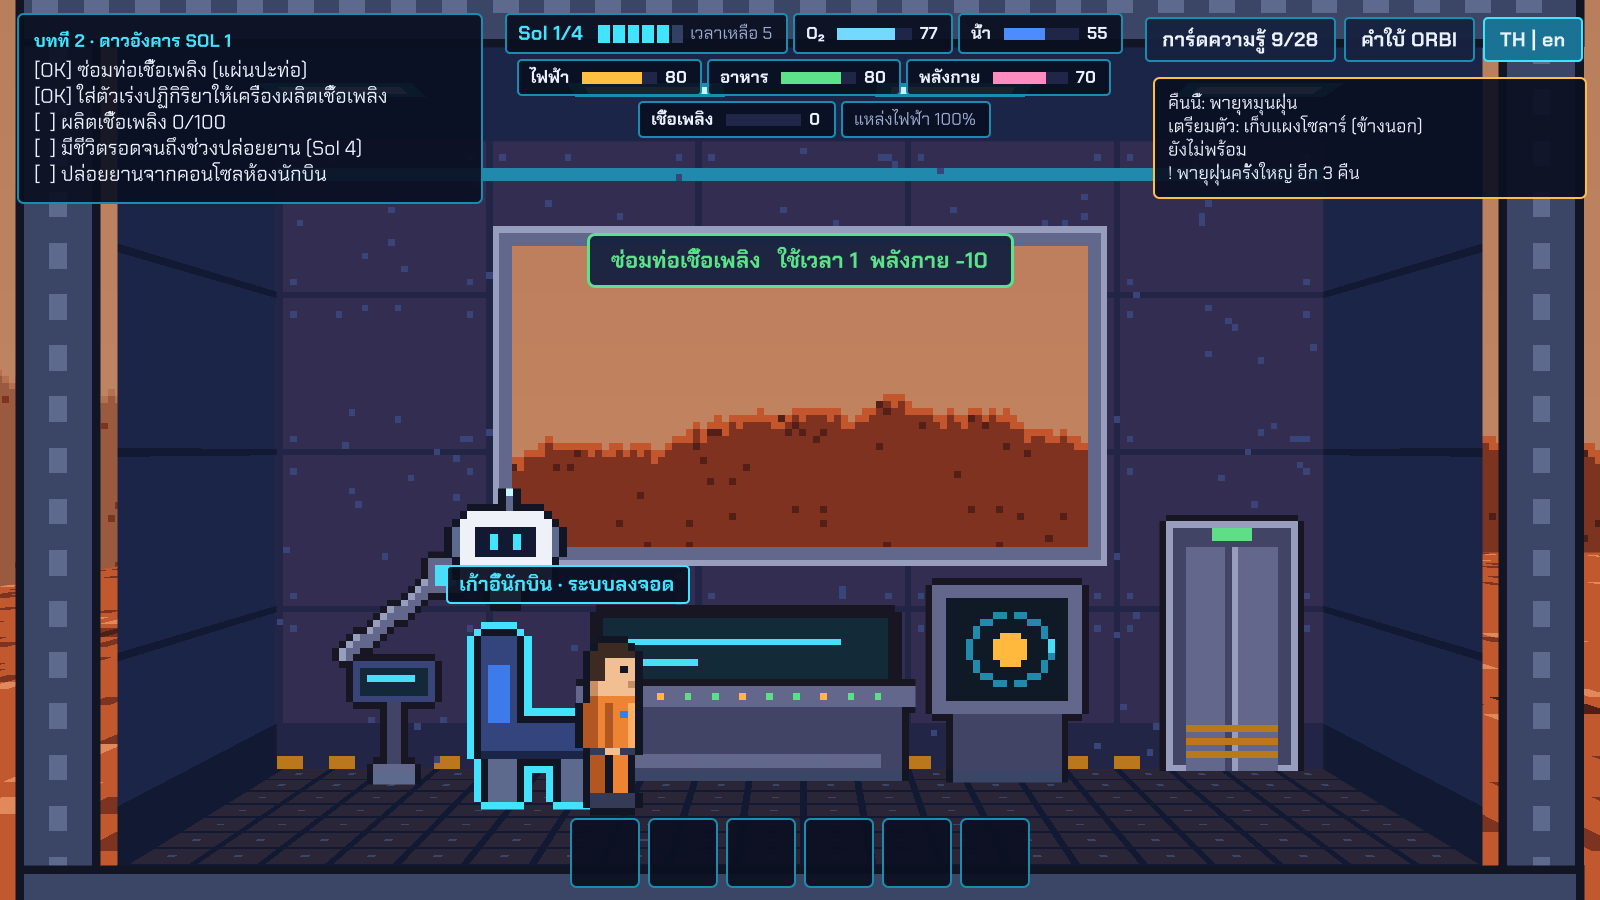 บทที่ 2 · ดาวอังคาร SOL 1
[OK] ซ่อมท่อเชื้อเพลิง (แผ่นปะท่อ)
[OK] ใส่ตัวเร่งปฏิกิริยาให้เครื่องผลิตเชื้อเพลิง
[ ] ผลิตเชื้อเพลิง 0/100
[ ] มีชีวิตรอดจนถึงช่วงปล่อยยาน (Sol 4)
[ ] ปล่อยยานจากคอนโซลห้องนักบิน
Sol 1/4 เวลาเหลือ 5
O₂ 77
น้ำ 55
ไฟฟ้า 80
อาหาร 80
พลังกาย 70
เชื้อเพลิง 0
แหล่งไฟฟ้า 100%
การ์ดความรู้ 9/28
คำใบ้ ORBI
TH | en
คืนนี้: พายุหมุนฝุ่น
เตรียมตัว: เก็บแผงโซลาร์ (ข้างนอก)
ยังไม่พร้อม
! พายุฝุ่นครั้งใหญ่ อีก 3 คืน
ซ่อมท่อเชื้อเพลิง ใช้เวลา 1 พลังกาย -10
เก้าอี้นักบิน · ระบบลงจอด